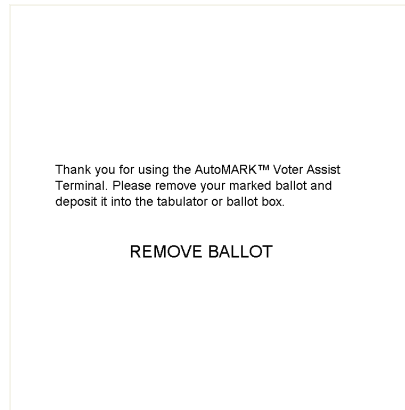 Thank you for using the AutoMARK™ Voter Assist
Terminal. Please remove your marked ballot and
deposit it into the tabulator or ballot box.
REMOVE BALLOT